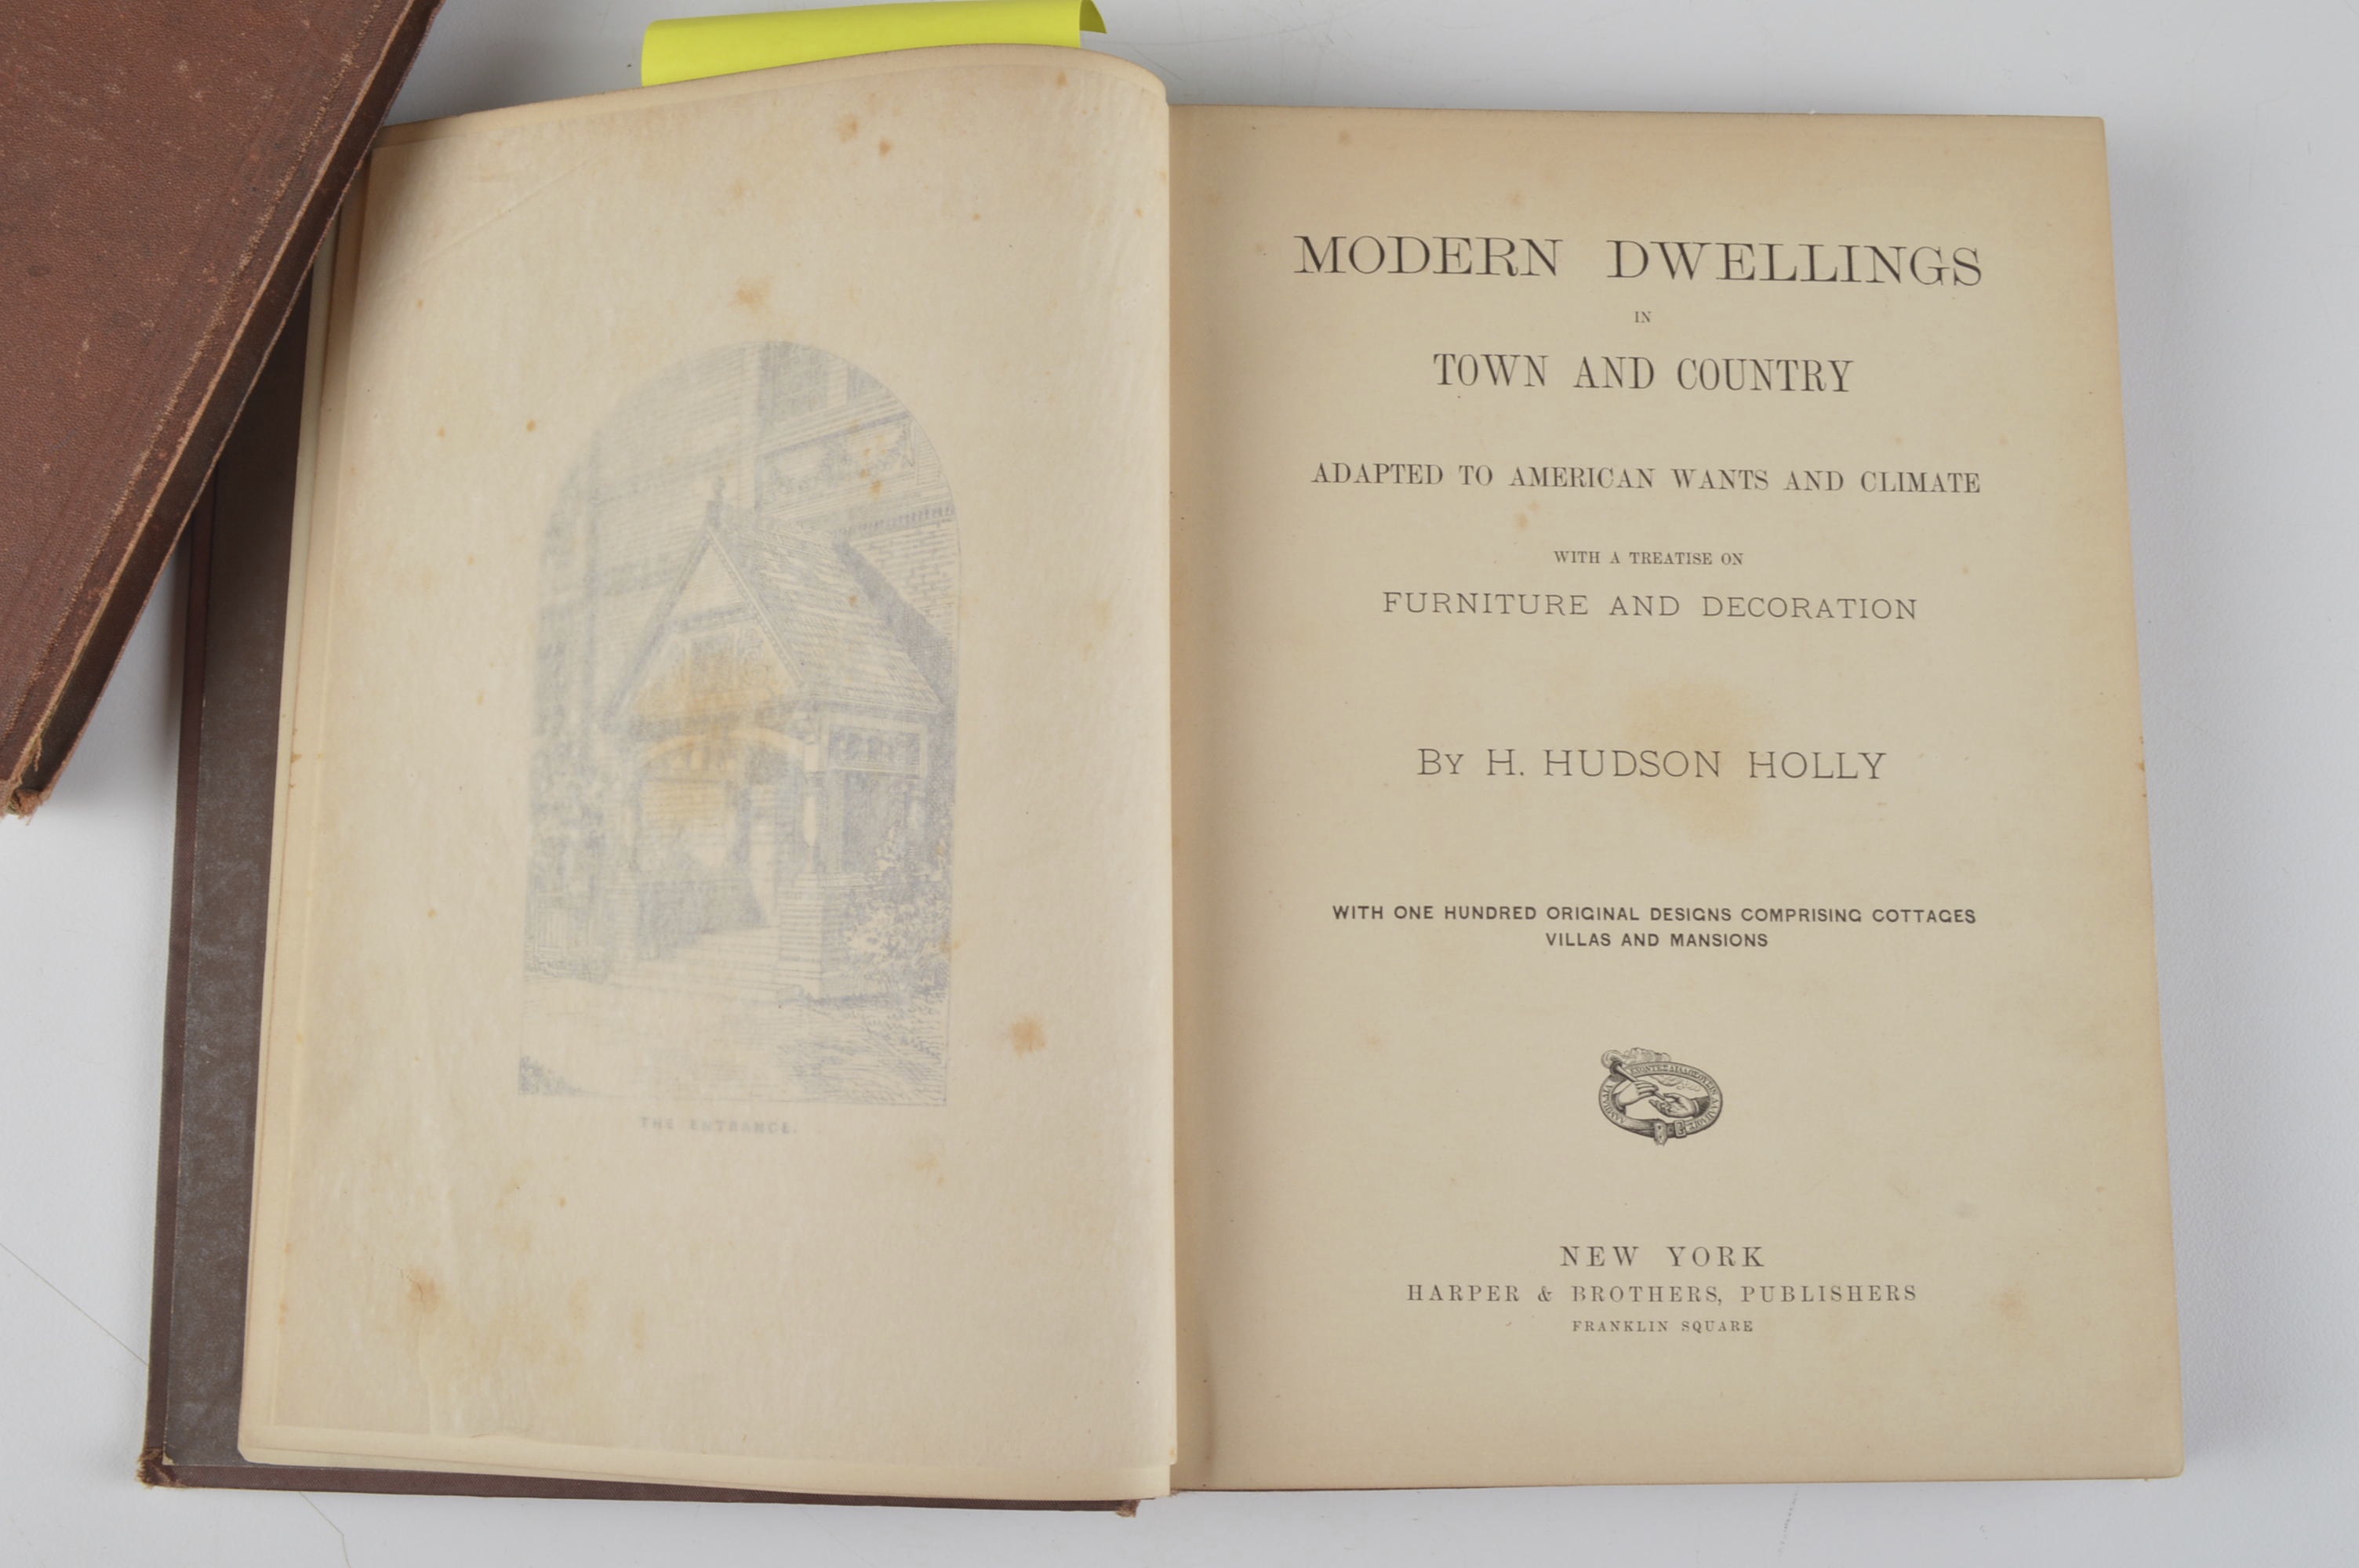 THE ENTRANCE.
MODERN DWELLINGS
IN
TOWN AND COUNTRY
ADAPTED TO AMERICAN WANTS AND CLIMATE
WITH A TREATISE ON
FURNITURE AND DECORATION
By H. HUDSON HOLLY
WITH ONE HUNDRED ORIGINAL DESIGNS COMPRISING COTTAGES
VILLAS AND MANSIONS
NEW YORK
HARPER & BROTHERS, PUBLISHERS
FRANKLIN SQUARE